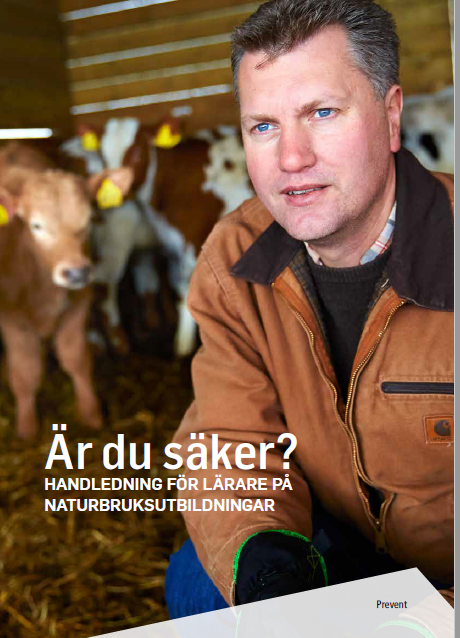 Är du säker?
HANDLEDNING FÖR LÄRARE PÅ
NATURBRUKSUTBILDNINGAR
Prevent